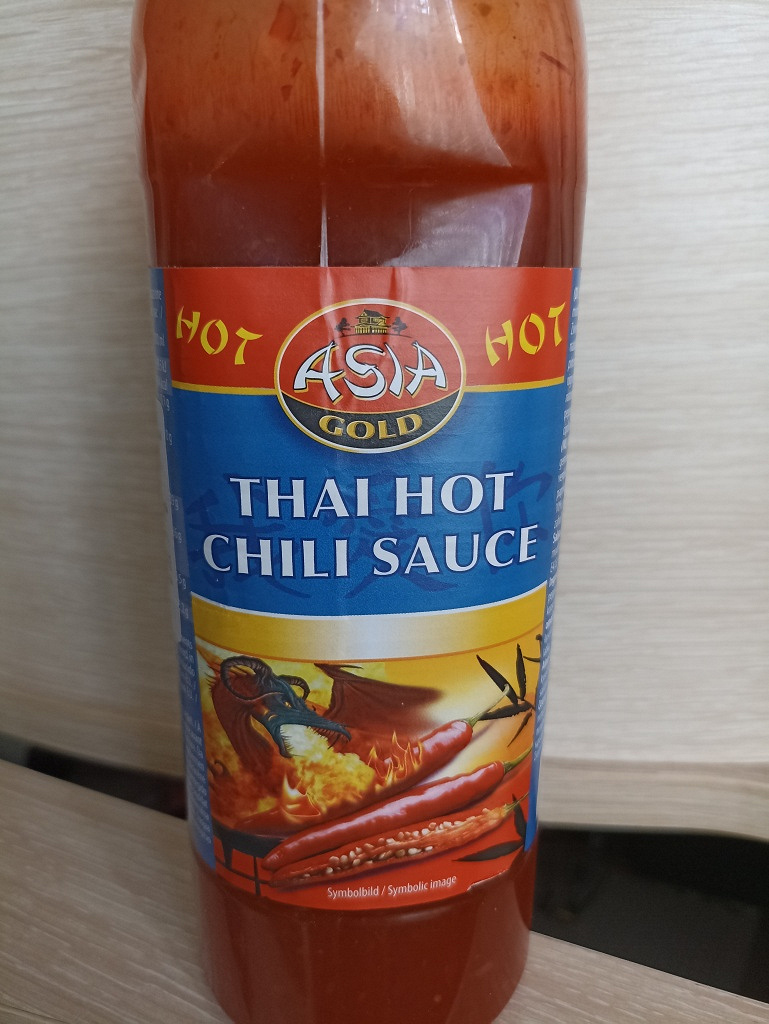 HOT
HOT
ASIA
GOLD
THAI HOT
CHILI SAUCE
Symbolbild / Symbolic image